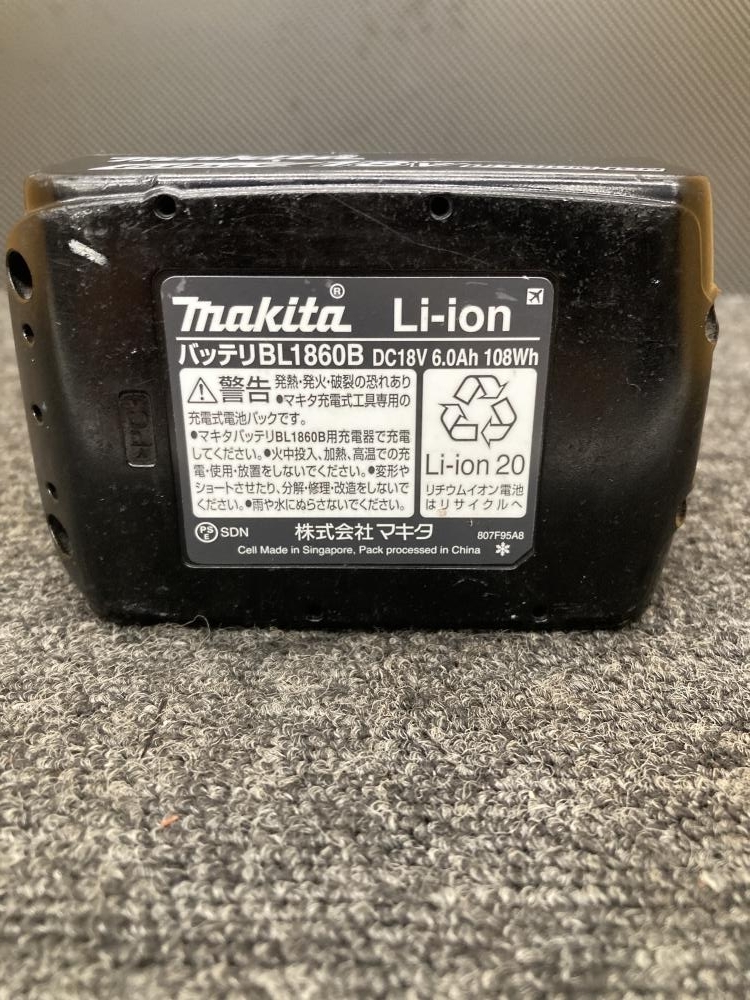 makita® Li-ion
バッテリBL1860B DC18V 6.0Ah 108Wh
警告 発熱・発火・破裂の恐れあり
●マキタ充電式工具専用の
充電式電池パックです。
●マキタバッテリBL1860B用充電器で充電
してください。●火中投入、加熱、高温での充
電・使用・放置をしないでください。●変形や
ショートさせたり、分解・修理・改造をしないで
ください。●雨や水にぬらさないでください。
Li-ion 20
リチウムイオン電池
はリサイクルへ
PSE SDN 株式会社マキタ 807F95A8
Cell Made in Singapore, Pack processed in China
>PC<